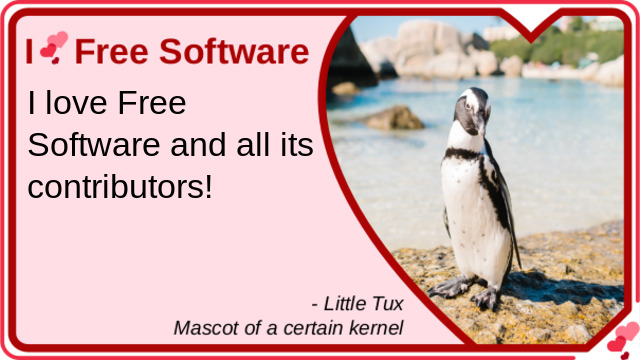 I💕 Free Software
I love Free
Software and all its
contributors!
- Little Tux
Mascot of a certain kernel